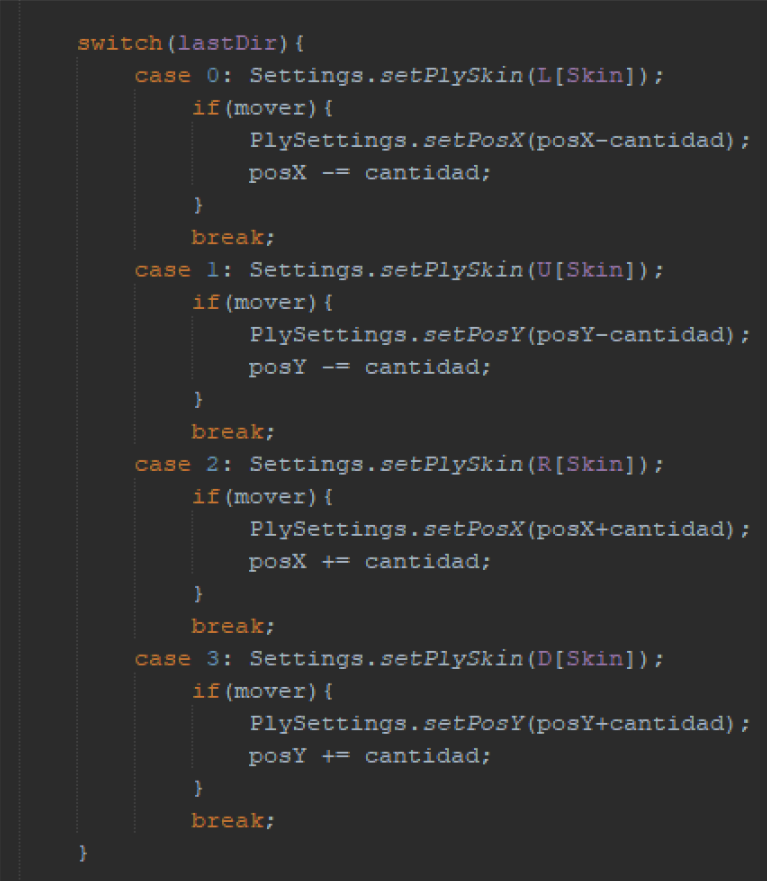 switch(lastDir){
case 0: Settings.setPlySkin(L[Skin]);
if(mover){
PlySettings.setPosX(posX-cantidad);
posX -= cantidad;
}
break;
case 1: Settings.setPlySkin(U[Skin]);
if(mover){
PlySettings.setPosY(posY-cantidad);
posY -= cantidad;
}
break;
case 2: Settings.setPlySkin(R[Skin]);
if(mover){
PlySettings.setPosX(posX+cantidad);
posX += cantidad;
}
break;
case 3: Settings.setPlySkin(D[Skin]);
if(mover){
PlySettings.setPosY(posY+cantidad);
posY += cantidad;
}
break;
}